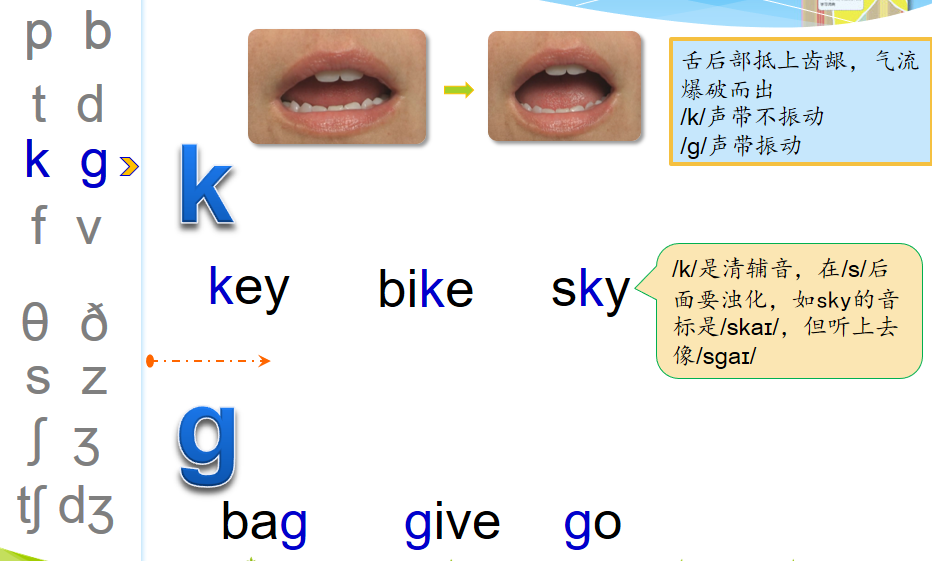 p b
t d
k g
f v
θ ð
s z
ʃ ʒ
tʃ dʒ
舌后部抵上齿龈，气流
爆破而出
/k/声带不振动
/g/声带振动
k
key bike sky
/k/是清辅音，在/s/后
面要浊化，如sky的音
标是/skaɪ/，但听上去
像/sgaɪ/
g
bag give go